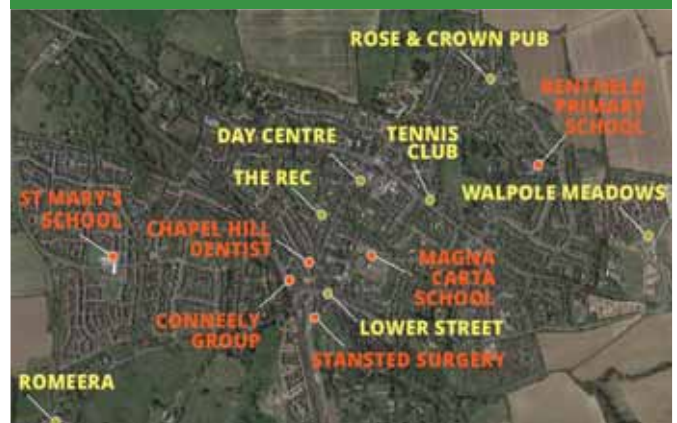 ROSE & CROWN PUB
BENTFIELD
PRIMARY
SCHOOL
DAY CENTRE
TENNIS
CLUB
THE REC
WALPOLE MEADOWS
ST MARY'S
SCHOOL
CHAPEL HILL
DENTIST
MAGNA
CARTA
SCHOOL
CONNEELY
GROUP
LOWER STREET
STANSTED SURGERY
ROMEERA